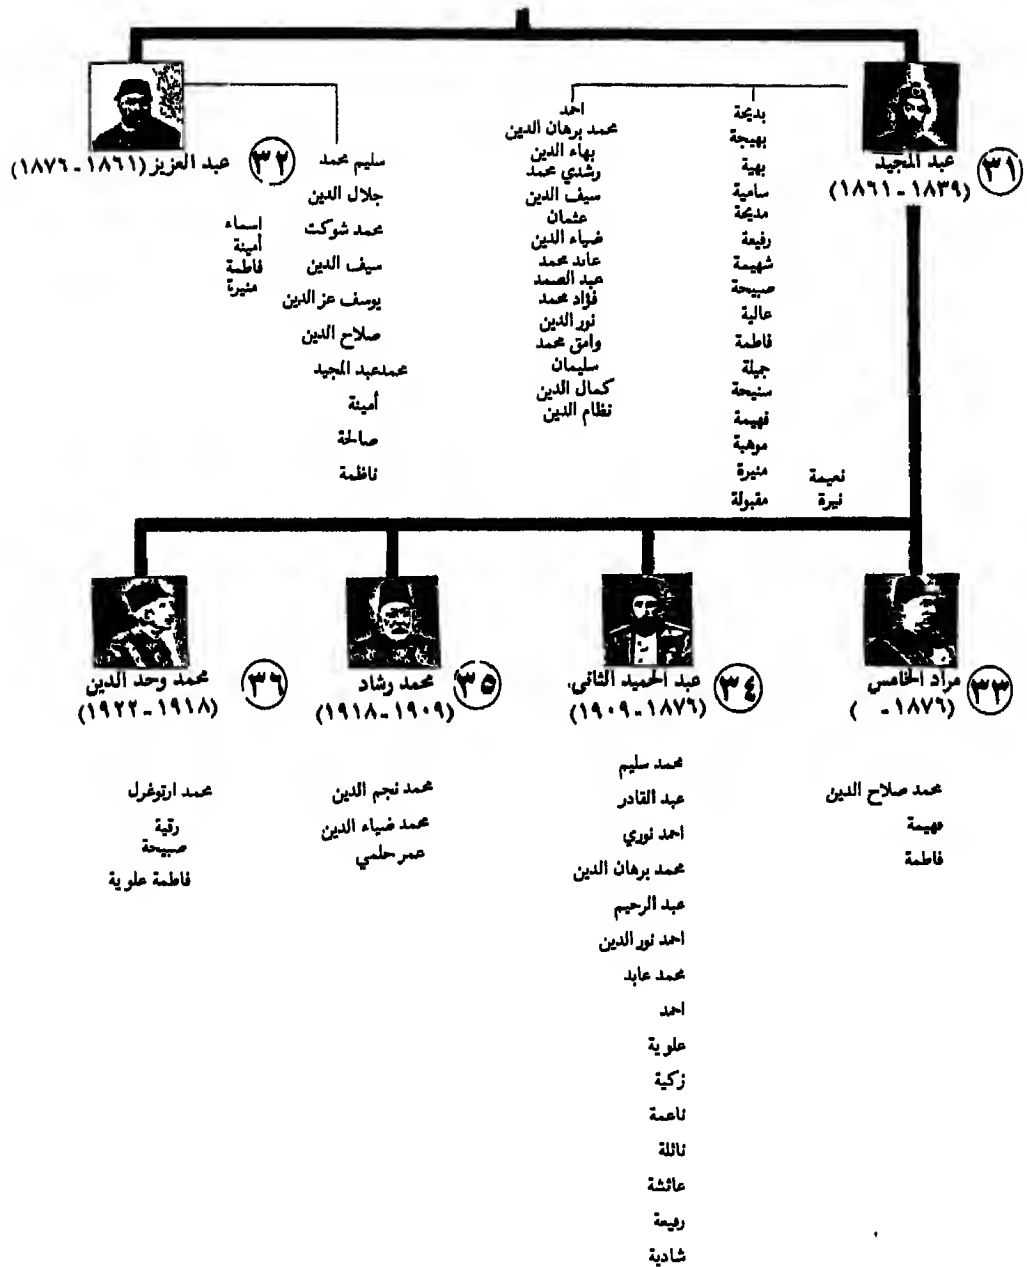 ٣١
عبد المجيد
(١٨٣٩ - ١٨٦١)
بديحة
بهيجة
بهية
سامية
مديحة
رفيعة
شهيمة
صبيحة
عالية
فاطمة
جميلة
سنيحة
فهيمة
موهبة
منيرة
مقبولة
نعيمة
نيرة
احمد
محمد برهان الدين
بهاء الدين
رشدي محمد
سيف الدين
عثمان
ضياء الدين
عابد محمد
عبد الصمد
فؤاد محمد
نور الدين
وامق محمد
سليمان
كمال الدين
نظام الدين
٣٢
عبد العزيز (١٨٦١ - ١٨٧٦)
سليم محمد
جلال الدين
محمد شوكت
سيف الدين
يوسف عز الدين
صلاح الدين
محمدعبد المجيد
أمينة
صالحة
ناظمة
اسماء
أمينة
فاطمة
منيرة
٣٣
مراد الخامس
(١٨٧٦ - )
محمد صلاح الدين
فهيمة
فاطمة
٣٤
عبد الحميد الثانى.
(١٨٧٦ - ١٩٠٩)
محمد سليم
عبد القادر
احمد نوري
محمد برهان الدين
عبد الرحيم
احمد نور الدين
محمد عابد
احمد
علوية
زكية
ناعمة
نائلة
عائشة
رفيعة
شادية
٣٥
محمد رشاد
(١٩٠٩ - ١٩١٨)
محمد نجم الدين
محمد ضياء الدين
عمر حلمي
٣٦
محمد وحد الدين
(١٩١٨ - ١٩٢٢)
محمد ارتوغرل
رقية
صبيحة
فاطمة علوية